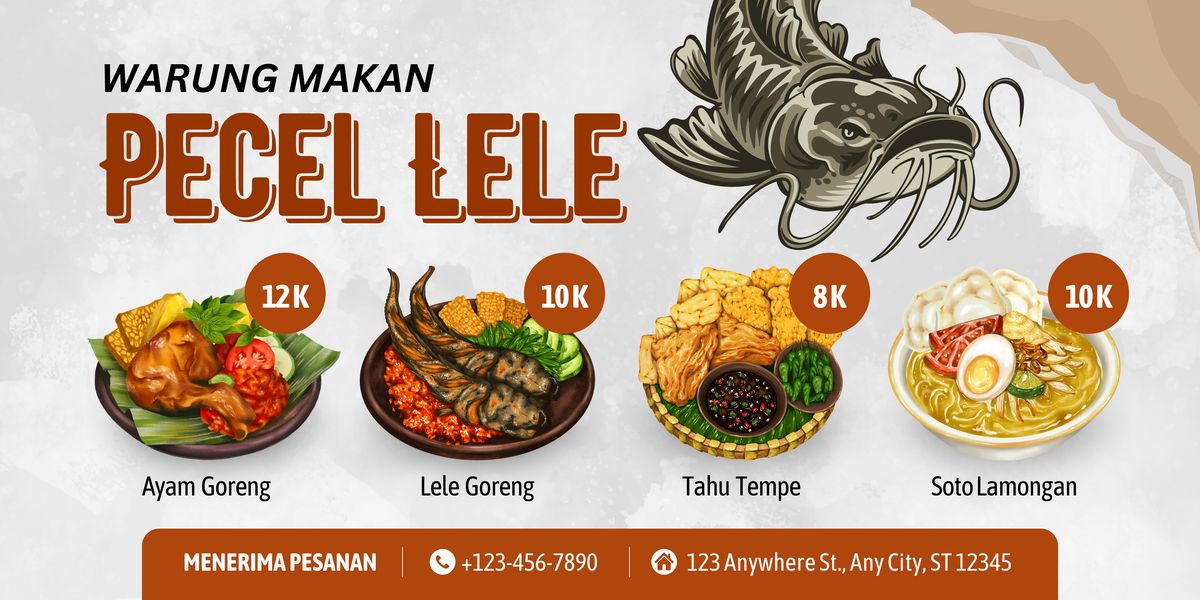 WARUNG MAKAN
PECEL LELE
12K
10K
8K
10K
Ayam Goreng
Lele Goreng
Tahu Tempe
Soto Lamongan
MENERIMA PESANAN
+123-456-7890
123 Anywhere St., Any City, ST 12345